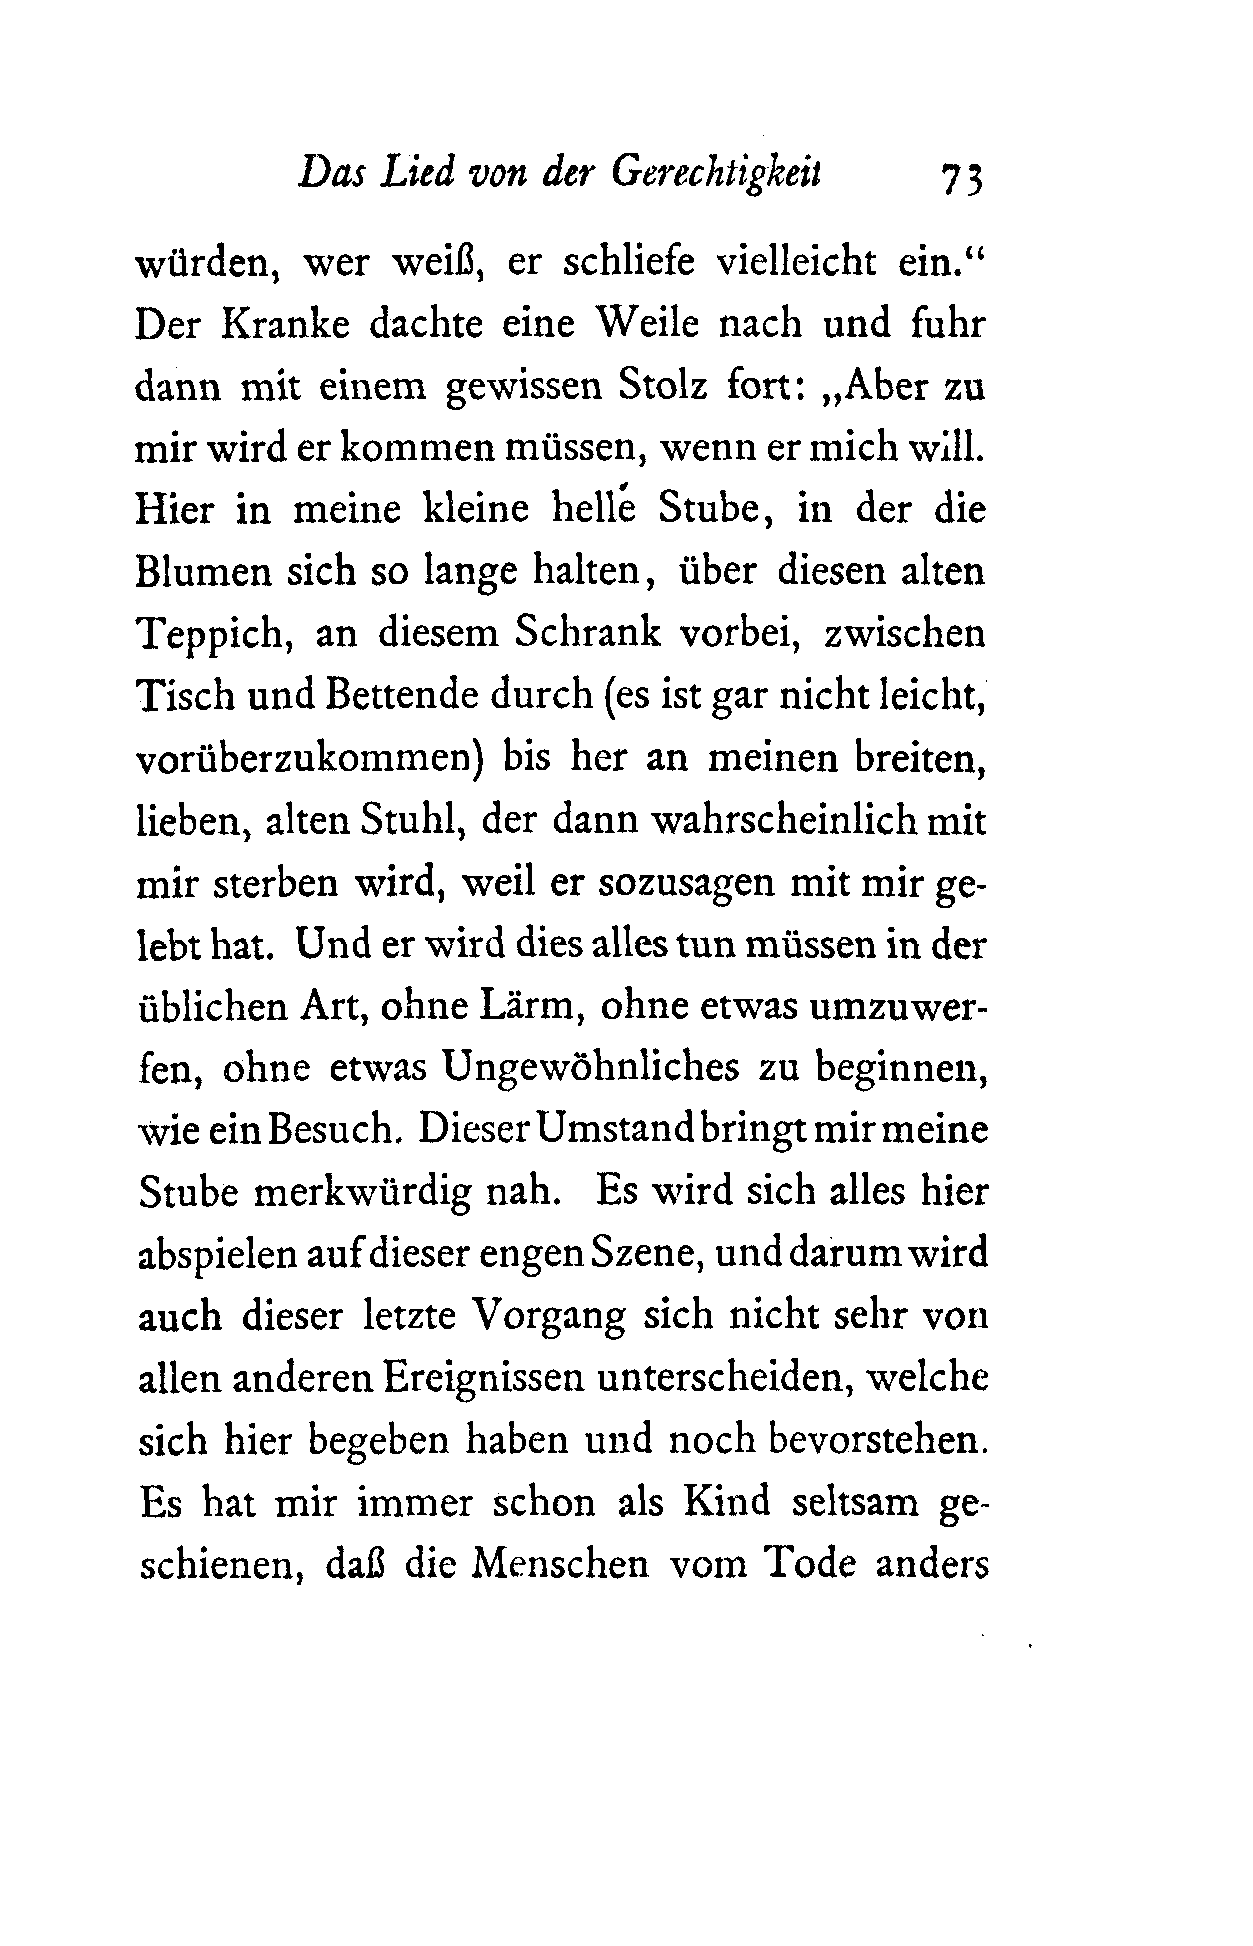 Das Lied von der Gerechtigkeit 73
würden, wer weiß, er schliefe vielleicht ein.“
Der Kranke dachte eine Weile nach und fuhr
dann mit einem gewissen Stolz fort: „Aber zu
mir wird er kommen müssen, wenn er mich will.
Hier in meine kleine helle Stube, in der die
Blumen sich so lange halten, über diesen alten
Teppich, an diesem Schrank vorbei, zwischen
Tisch und Bettende durch (es ist gar nicht leicht,
vorüberzukommen) bis her an meinen breiten,
lieben, alten Stuhl, der dann wahrscheinlich mit
mir sterben wird, weil er sozusagen mit mir ge-
lebt hat. Und er wird dies alles tun müssen in der
üblichen Art, ohne Lärm, ohne etwas umzuwer-
fen, ohne etwas Ungewöhnliches zu beginnen,
wie ein Besuch. Dieser Umstand bringt mir meine
Stube merkwürdig nah. Es wird sich alles hier
abspielen auf dieser engen Szene, und darum wird
auch dieser letzte Vorgang sich nicht sehr von
allen anderen Ereignissen unterscheiden, welche
sich hier begeben haben und noch bevorstehen.
Es hat mir immer schon als Kind seltsam ge-
schienen, daß die Menschen vom Tode anders